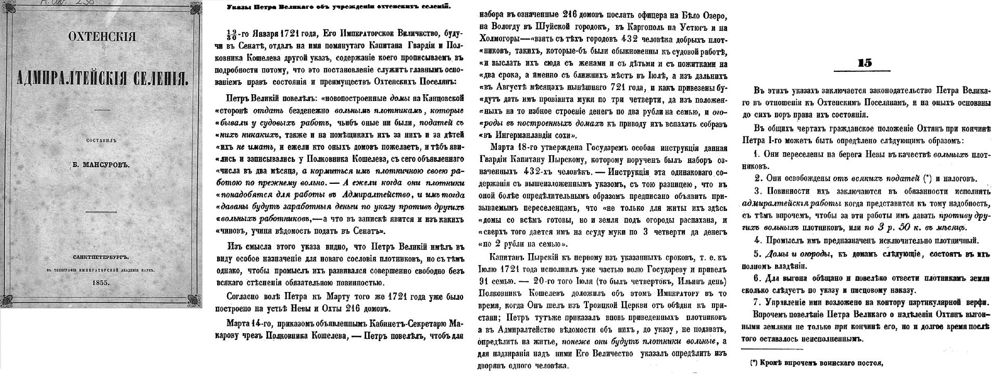 ОХТЕНСКІЯ
АДМИРАЛТЕЙСКІЯ СЕЛЕНІЯ.
СОСТАВИЛЪ
Б. МАНСУРОВЪ.
САНКТПЕТЕРБУРГЪ.
ВЪ ТИПОГРАФІИ ИМПЕРАТОРСКОЙ АКАДЕМІИ НАУКЪ.
1855.
Указы Петра Великаго объ учрежденіи охтенскихъ селеній.
19/30-го Января 1721 года, Его Императорское Величество, буду-
чи въ Сенатѣ, отдалъ на имя помянутаго Капитана Гвардіи и Пол-
ковника Кошелева другой указъ, содержаніе коего прописываемъ въ
подробности потому, что это постановленіе служитъ главнымъ осно-
ваніемъ правъ состоянія и преимуществъ Охтенскихъ Поселянъ:
Петръ Великій повелѣлъ: «новопостроенные домы на Канцовской
«сторонѣ отдать безденежно вольнымъ плотникамъ, которые
«бывали у судовыхъ работъ, чьибъ оные ни были, податей съ
«нихъ никакихъ, также и на помѣщикахъ ихъ за нихъ и за дѣтей
«ихъ не имать, и ежели кто оныхъ домовъ пожелаетъ, и тѣбъ яви-
«лись и записывались у Полковника Кошелева, съ сего объявленнаго
«числа въ два мѣсяца, а кормиться имъ плотничною своею ра-
«ботою по прежнему вольно. — А ежели когда они плотники
«понадобятся для работы въ Адмиралтейство, и имъ тогда
«даваны будутъ заработныя деньги по указу противъ другихъ
«вольныхъ работниковъ,—а что въ запискѣ явится и изъ какихъ
«чиновъ, учиня вѣдомость подать въ Сенатъ».
Изъ смысла этого указа видно, что Петръ Великій имѣлъ въ
виду особое назначеніе для новаго сословія плотниковъ, но съ тѣмъ
однако, чтобы промыслъ ихъ развивался совершенно свободно безъ
всякаго стѣсненія обязательною повинностью.
Согласно волѣ Петра къ Марту того же 1721 года уже было
построено на устьѣ Невы и Охты 216 домовъ.
Марта 14-го, приказомъ объявленнымъ Кабинетъ-Секретарю Ма-
карову чрезъ Полковника Кошелева, — Петръ повелѣлъ, чтобъ для
набора въ означенные 216 домовъ послать офицера на Бѣло Озеро,
на Вологду въ Шуйской городокъ, въ Каргополь на Устюгъ и на
Холмогоры—«взять съ тѣхъ городовъ 432 человѣка добрыхъ плот-
«никовъ, такихъ, которые-бъ были обыкновенны къ судовой работѣ,
«и выслать ихъ сюда съ женами и съ дѣтьми и съ пожитками на
«два срока, а именно съ ближнихъ мѣстъ въ Іюлѣ, а изъ дальнихъ
«въ Августѣ мѣсяцахъ нынѣшняго 721 года, и какъ привезены бу-
«дутъ дать имъ провіанта муки по три четверти, да изъ положен-
«ныхъ на то избное строеніе денегъ по два рубли на семью, и ого-
«роды въ построенныхъ домахъ къ приводу ихъ вспахать собравъ
«въ Ингерманландіи сохи».
Марта 18-го утверждена Государемъ особая инструкція данная
Гвардіи Капитану Пырскому, которому порученъ былъ наборъ оз-
наченныхъ 432-хъ человѣкъ. — Инструкція эта одинаковаго со-
держанія съ вышеизложеннымъ указомъ, съ тою разницею, что въ
оной болѣе опредѣлительнымъ образомъ предписано объявить при-
зываемымъ переселенцамъ, что «не только для житы ихъ здѣсь
«домы со всѣмъ готовы, но и земля подъ огороды распахана, и
«сверхъ того дается имъ на ссуду муки по 3 четверти да денегъ
«по 2 рубли на семью».
Капитанъ Пырскій къ первому изъ указанныхъ сроковъ, т. е. къ
Іюлю 1721 года исполнилъ уже частью волю Государеву и привелъ
91 семью. — 20-го того Іюля (то былъ четвертокъ, Ильинъ день)
Полковникъ Кошелевъ доложилъ объ этомъ Императору въ то
время, когда Онъ шелъ изъ Троицкой Церкви отъ обѣдни къ при-
стани; Петръ тутъже приказалъ вновь приведенныхъ плотниковъ
а въ Адмиралтейство вѣдомости объ нихъ, до указу, не подавать,
опредѣлить на житье, понеже они будутъ плотники вольные, а
для надзиранія надъ ними Его Величество указалъ опредѣлить изъ
дворянъ одного человѣка.
15
Въ этихъ указахъ заключается законодательство Петра Велика-
го въ отношеніи къ Охтенскимъ Поселянамъ, и на оныхъ основаны
до сихъ поръ права ихъ состоянія.
Въ общихъ чертахъ гражданское положеніе Охтянъ при кончинѣ
Петра I-го можетъ быть опредѣлено слѣдующимъ образомъ:
1. Они переселены на берега Невы въ качествѣ вольныхъ плот-
никовъ.
2. Они освобождены отъ всякихъ податей (*) и налоговъ.
3. Повинности ихъ заключаются въ обязанности исполнять
адмиралтейскія работы когда представится къ тому надобность,
съ тѣмъ впрочемъ, чтобы за эти работы имъ давать противу дру-
гихъ вольныхъ плотниковъ, или по 3 р. 50 к. въ мѣсяцъ.
4. Промыслъ имъ предназначенъ исключительно плотничный.
5. Домы и огороды, къ домамъ слѣдующіе, состоятъ въ ихъ
полномъ владѣніи.
6. Для выгона обѣщано и повелѣно отвести плотникамъ земли
сколько слѣдуетъ по указу и писцовому наказу.
7. Управленіе ими возложено на контору партикулярной верфи.
Впрочемъ повелѣніе Петра Великаго о надѣленіи Охтянъ выгон-
ными землями не только при кончинѣ его, но и долгое время послѣ
того оставалось неисполненнымъ.
(*) Кромѣ впрочемъ воинскаго постоя,